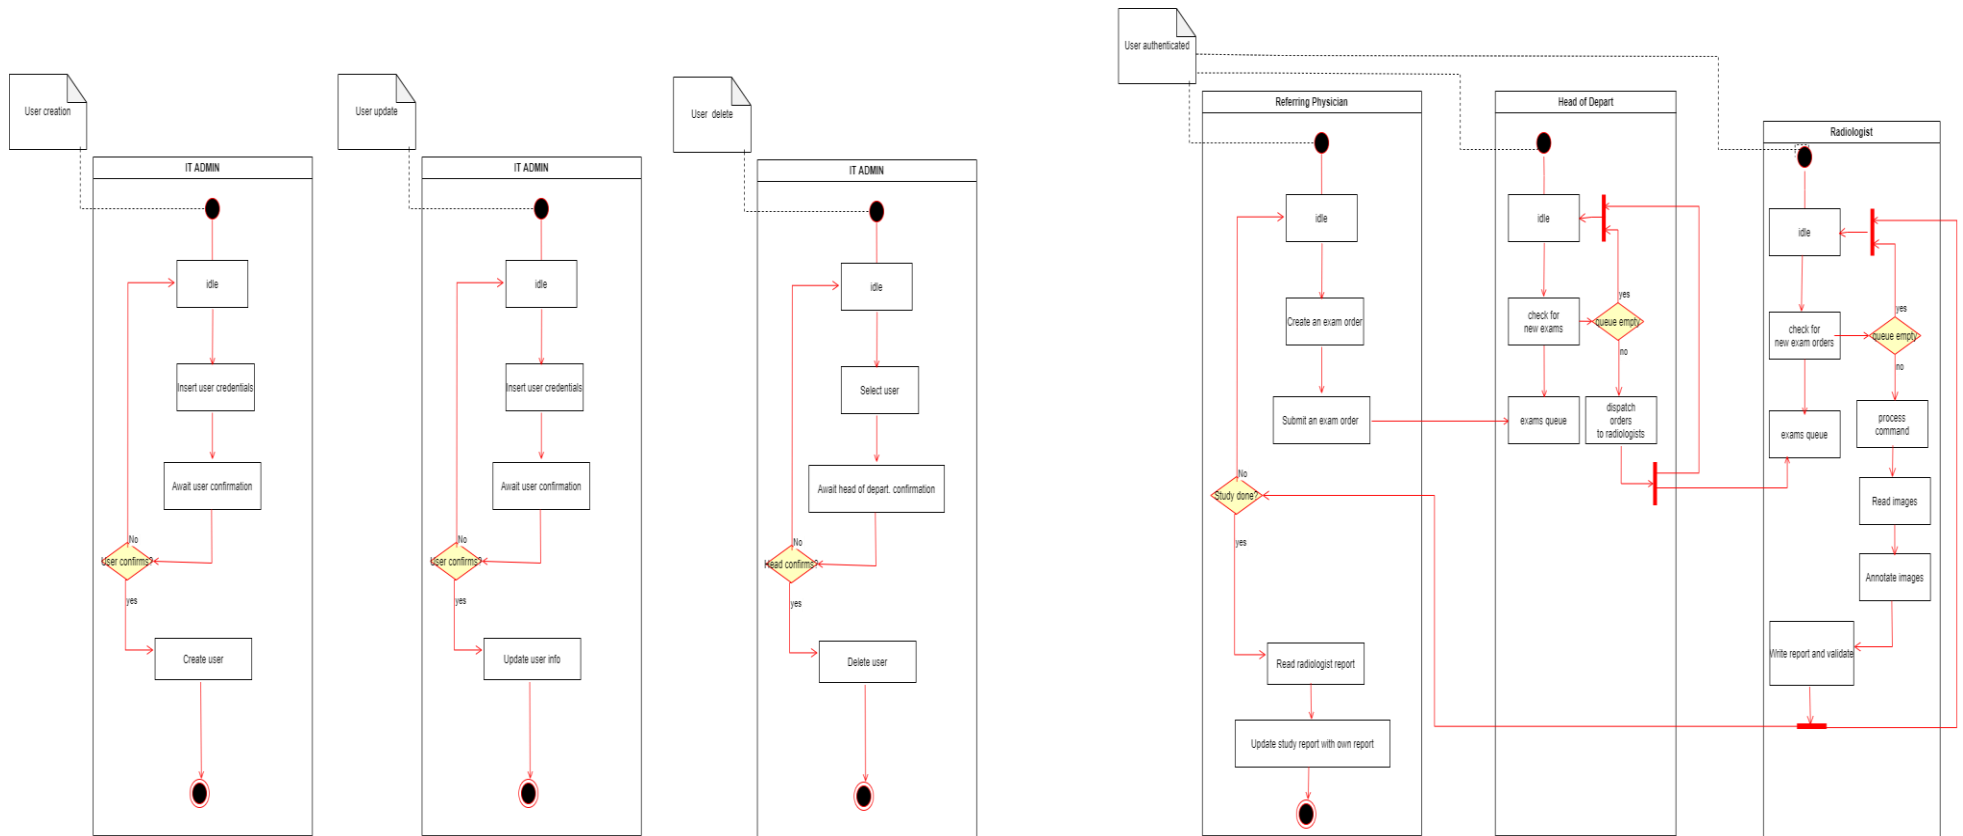 User creation
IT ADMIN
idle
Insert user credentials
Await user confirmation
No
User confirms?
yes
Create user
User update
IT ADMIN
idle
Insert user credentials
Await user confirmation
No
User confirms?
yes
Update user info
User delete
IT ADMIN
idle
Select user
Await head of depart. confirmation
No
Head confirms?
yes
Delete user
User authenticated
Referring Physician
idle
Create an exam order
Submit an exam order
No
Study done?
yes
Read radiologist report
Update study report with own report
Head of Depart
idle
check for
new exams
yes
queue empty
no
exams queue
dispatch
orders
to radiologists
Radiologist
idle
check for
new exam orders
yes
queue empty
no
exams queue
process
command
Read images
Annotate images
Write report and validate